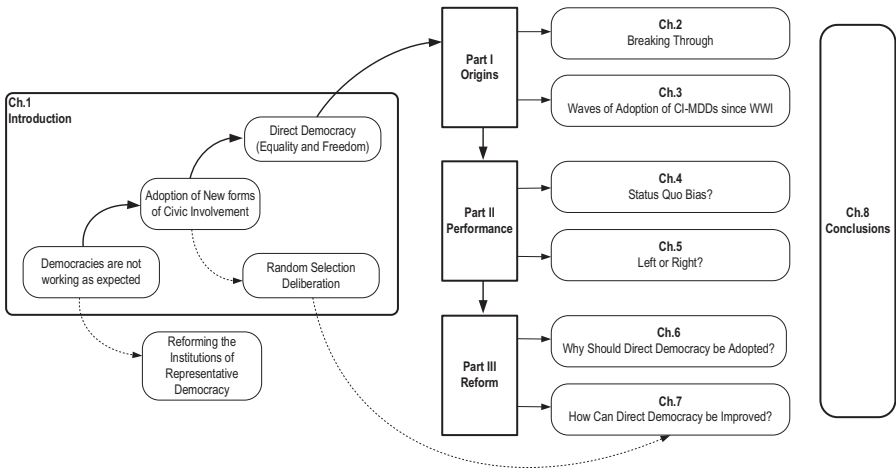 Ch.1
Introduction
Direct Democracy
(Equality and Freedom)
Adoption of New forms
of Civic Involvement
Democracies are not
working as expected
Random Selection
Deliberation
Reforming the
Institutions of
Representative
Democracy
Part I
Origins
Ch.2
Breaking Through
Ch.3
Waves of Adoption of CI-MDDs since WWI
Part II
Performance
Ch.4
Status Quo Bias?
Ch.5
Left or Right?
Part III
Reform
Ch.6
Why Should Direct Democracy be Adopted?
Ch.7
How Can Direct Democracy be Improved?
Ch.8
Conclusions